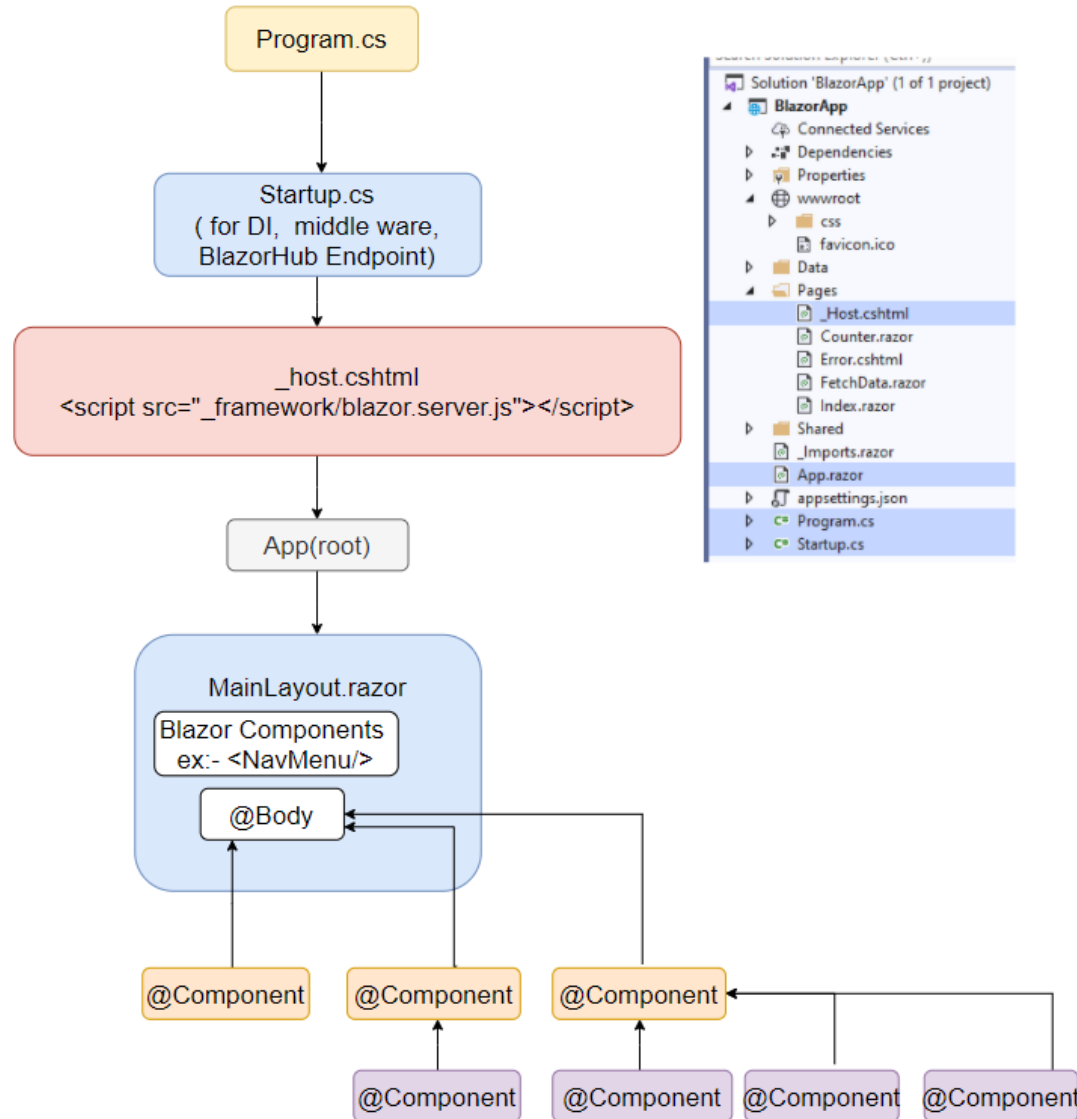 Program.cs
Startup.cs
( for DI, middle ware,
BlazorHub Endpoint)
_host.cshtml
<script src="_framework/blazor.server.js"></script>
App(root)
MainLayout.razor
Blazor Components
ex:- <NavMenu/>
@Body
@Component
@Component
@Component
@Component
@Component
@Component
@Component
Solution 'BlazorApp' (1 of 1 project)
BlazorApp
Connected Services
Dependencies
Properties
wwwroot
css
favicon.ico
Data
Pages
_Host.cshtml
Counter.razor
Error.cshtml
FetchData.razor
Index.razor
Shared
_Imports.razor
App.razor
appsettings.json
C# Program.cs
C# Startup.cs